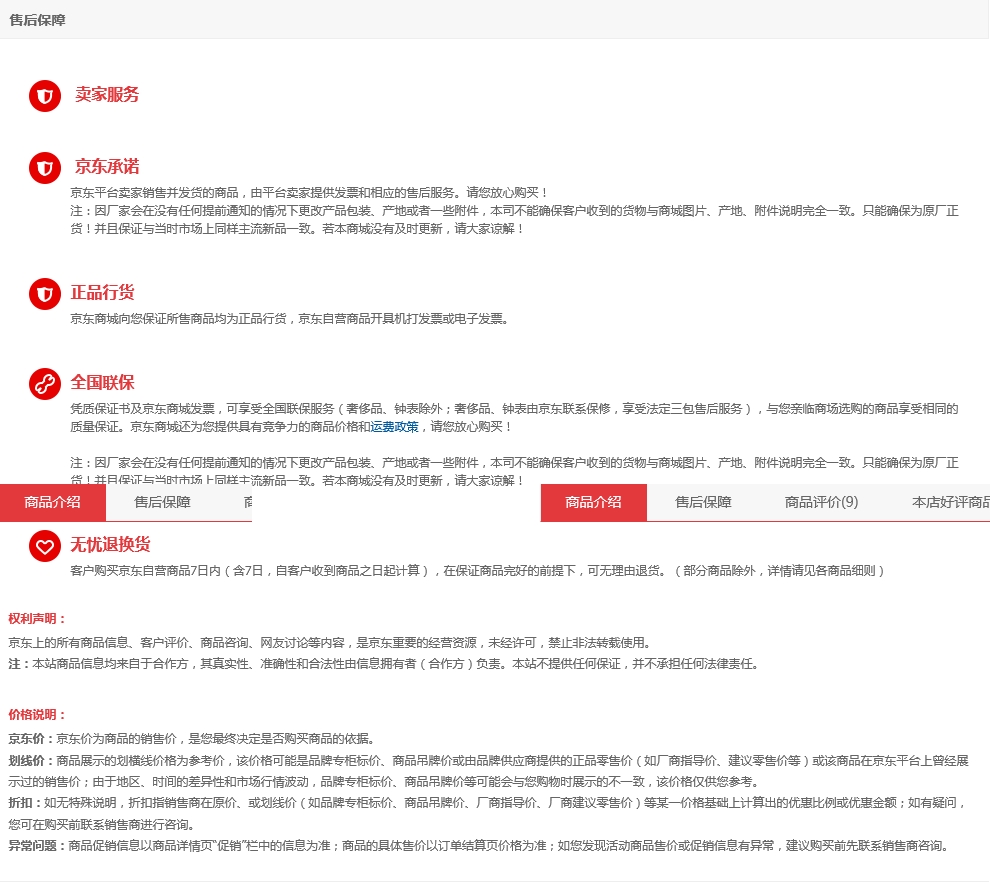 售后保障
卖家服务
京东承诺
京东平台卖家销售并发货的商品，由平台卖家提供发票和相应的售后服务。请您放心购买！
注：因厂家会在没有任何提前通知的情况下更改产品包装、产地或者一些附件，本司不能确保客户收到的货物与商城图片、产地、附件说明完全一致。只能确保为原厂正
货！并且保证与当时市场上同样主流新品一致。若本商城没有及时更新，请大家谅解！
正品行货
京东商城向您保证所售商品均为正品行货，京东自营商品开具机打发票或电子发票。
全国联保
凭质保证书及京东商城发票，可享受全国联保服务（奢侈品、钟表除外；奢侈品、钟表由京东联系保修，享受法定三包售后服务），与您亲临商场选购的商品享受相同的
质量保证。京东商城还为您提供具有竞争力的商品价格和运费政策，请您放心购买！
注：因厂家会在没有任何提前通知的情况下更改产品包装、产地或者一些附件，本司不能确保客户收到的货物与商城图片、产地、附件说明完全一致。只能确保为原厂正
货！并且保证与当时市场上同样主流新品一致。若本商城没有及时更新，请大家谅解！
商品介绍 售后保障 商品介绍 售后保障 商品评价(9) 本店好评商品
无忧退换货
客户购买京东自营商品7日内（含7日，自客户收到商品之日起计算），在保证商品完好的前提下，可无理由退货。（部分商品除外，详情请见各商品细则）
权利声明：
京东上的所有商品信息、客户评价、商品咨询、网友讨论等内容，是京东重要的经营资源，未经许可，禁止非法转载使用。
注：本站商品信息均来自于合作方，其真实性、准确性和合法性由信息拥有者（合作方）负责。本站不提供任何保证，并不承担任何法律责任。
价格说明：
京东价：京东价为商品的销售价，是您最终决定是否购买商品的依据。
划线价：商品展示的划横线价格为参考价，该价格可能是品牌专柜标价、商品吊牌价或由品牌供应商提供的正品零售价（如厂商指导价、建议零售价等）或该商品在京东平台上曾经展
示过的销售价；由于地区、时间的差异性和市场行情波动，品牌专柜标价、商品吊牌价等可能会与您购物时展示的不一致，该价格仅供您参考。
折扣：如无特殊说明，折扣指销售商在原价、或划线价（如品牌专柜标价、商品吊牌价、厂商指导价、厂商建议零售价）等某一价格基础上计算出的优惠比例或优惠金额；如有疑问，
您可在购买前联系销售商进行咨询。
异常问题：商品促销信息以商品详情页“促销”栏中的信息为准；商品的具体售价以订单结算页价格为准；如您发现活动商品售价或促销信息有异常，建议购买前先联系销售商咨询。